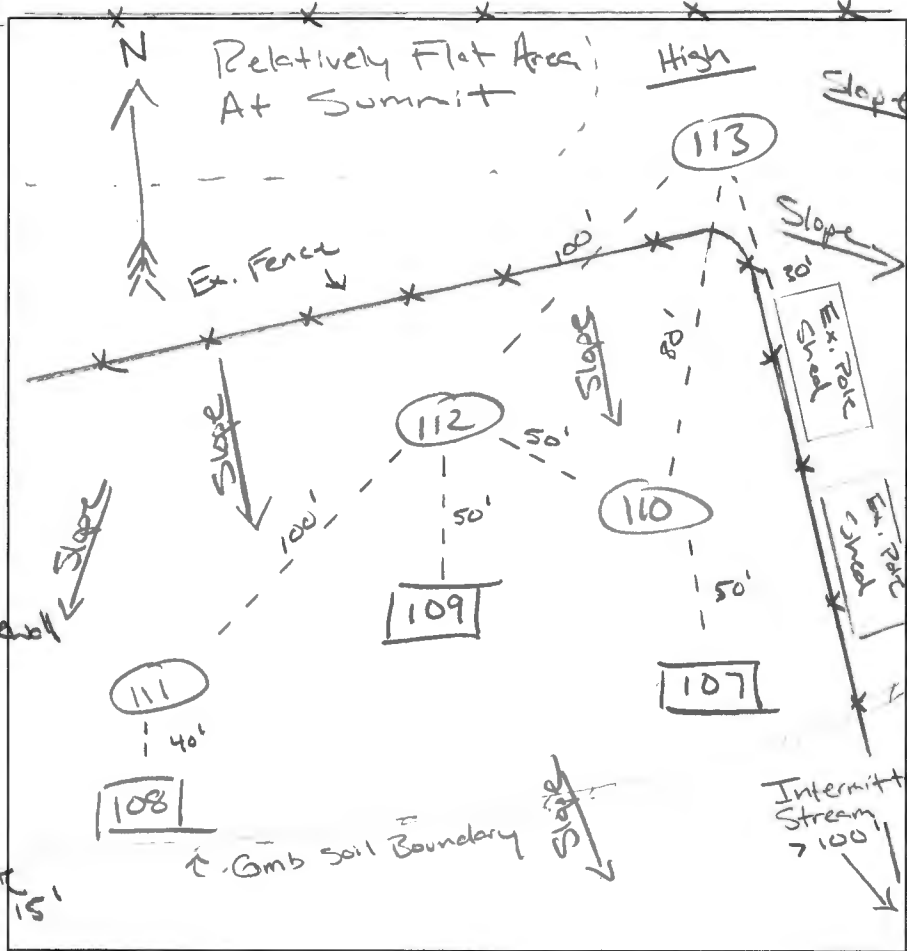 N
Relatively Flat Area
At Summit
High
Slope
113
Slope
Ex. Fence
100'
30'
80'
Ex. Pole
Shed
Slope
Slope
112
50'
110
Ex. Pole
Shed
Slope
100'
50'
109
50'
111
107
40'
108
GmB Soil Boundary
Slope
Intermitt
Stream
> 100'
15'